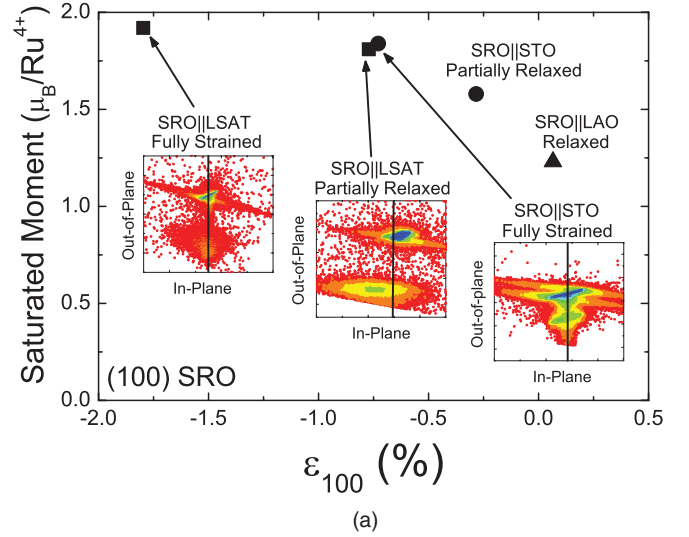 Saturated Moment (μB/Ru4+)
2.0
1.5
1.0
0.5
0.0
SRO||LSAT
Fully Strained
Out-of-Plane
In-Plane
SRO||LSAT
Partially Relaxed
Out-of-Plane
In-Plane
SRO||STO
Partially Relaxed
SRO||LAO
Relaxed
SRO||STO
Fully Strained
Out-of-plane
In-Plane
(100) SRO
-2.0 -1.5 -1.0 -0.5 0.0 0.5
ε100 (%)
(a)